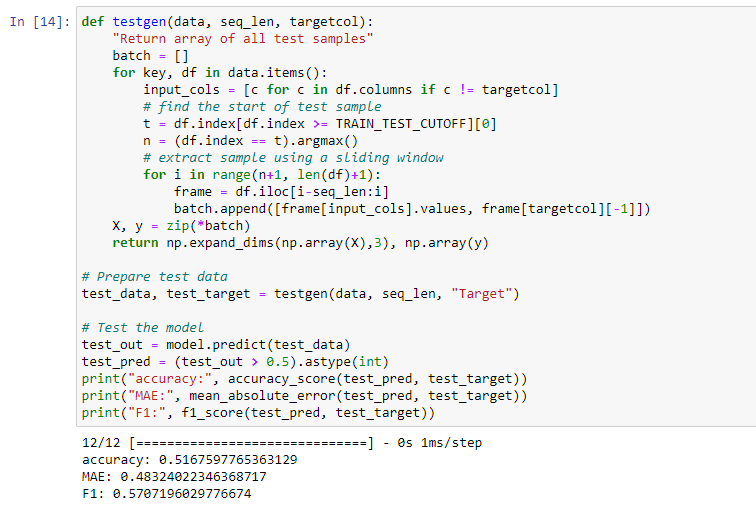 In [14]: def testgen(data, seq_len, targetcol):
    "Return array of all test samples"
    batch = []
    for key, df in data.items():
        input_cols = [c for c in df.columns if c != targetcol]
        # find the start of test sample
        t = df.index[df.index >= TRAIN_TEST_CUTOFF][0]
        n = (df.index == t).argmax()
        # extract sample using a sliding window
        for i in range(n+1, len(df)+1):
            frame = df.iloc[i-seq_len:i]
            batch.append([frame[input_cols].values, frame[targetcol][-1]])
    X, y = zip(*batch)
    return np.expand_dims(np.array(X),3), np.array(y)

# Prepare test data
test_data, test_target = testgen(data, seq_len, "Target")

# Test the model
test_out = model.predict(test_data)
test_pred = (test_out > 0.5).astype(int)
print("accuracy:", accuracy_score(test_pred, test_target))
print("MAE:", mean_absolute_error(test_pred, test_target))
print("F1:", f1_score(test_pred, test_target))
12/12 [==============================] - 0s 1ms/step
accuracy: 0.5167597765363129
MAE: 0.48324022346368717
F1: 0.5707196029776674